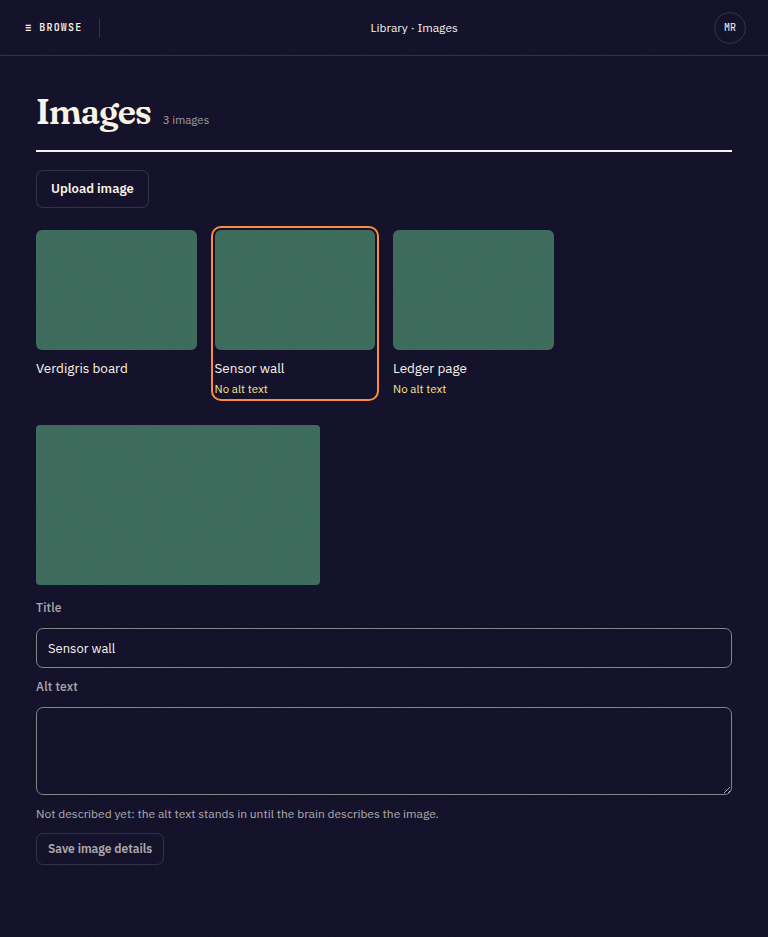 ≡ BROWSE
Library · Images
MR
Images
3 images
Upload image
Verdigris board
Sensor wall
No alt text
Ledger page
No alt text
Title
Sensor wall
Alt text
Not described yet: the alt text stands in until the brain describes the image.
Save image details